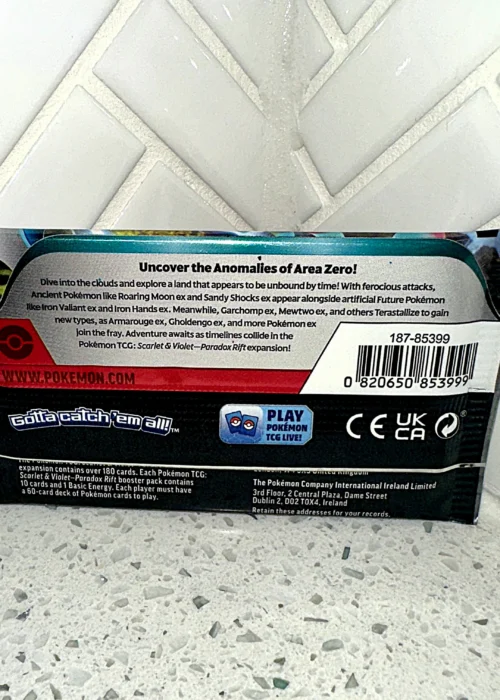 Uncover the Anomalies of Area Zero!
Dive into the clouds and explore a land that appears to be unbound by time! With ferocious attacks,
Ancient Pokémon like Roaring Moon ex and Sandy Shocks ex appear alongside artificial Future Pokémon
like Iron Valiant ex and Iron Hands ex. Meanwhile, Garchomp ex, Mewtwo ex, and others Terastallize to gain
new types, as Armarouge ex, Gholdengo ex, and more Pokémon ex
join the fray. Adventure awaits as timelines collide in the
Pokémon TCG: Scarlet & Violet—Paradox Rift expansion!
187-85399
0 820650 853999
WWW.POKEMON.COM
Gotta catch 'em all!™
PLAY
POKÉMON
TCG LIVE!
CE UK
CA
expansion contains over 180 cards. Each Pokémon TCG:
Scarlet & Violet–Paradox Rift booster pack contains
10 cards and 1 Basic Energy. Each player must have
a 60-card deck of Pokémon cards to play.
United Kingdom
The Pokémon Company International Ireland Limited
3rd Floor, 2 Central Plaza, Dame Street
Dublin 2, D02 T0X4, Ireland
Retain these addresses for your records.